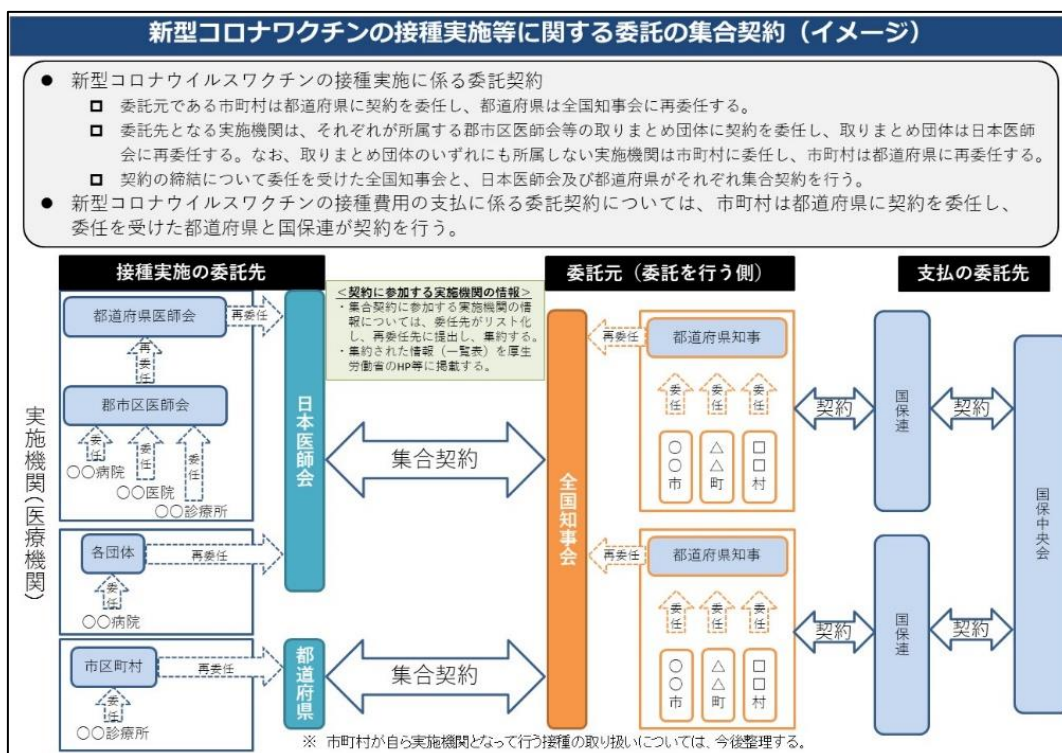 新型コロナワクチンの接種実施等に関する委託の集合契約（イメージ）
● 新型コロナウイルスワクチンの接種実施に係る委託契約
□ 委託元である市町村は都道府県に契約を委任し、都道府県は全国知事会に再委任する。
□ 委託先となる実施機関は、それぞれが所属する郡市区医師会等の取りまとめ団体に契約を委任し、取りまとめ団体は日本医師
会に再委任する。なお、取りまとめ団体のいずれにも所属しない実施機関は市町村に委任し、市町村は都道府県に再委任する。
□ 契約の締結について委任を受けた全国知事会と、日本医師会及び都道府県がそれぞれ集合契約を行う。
● 新型コロナウイルスワクチンの接種費用の支払に係る委託契約については、市町村は都道府県に契約を委任し、
委任を受けた都道府県と国保連が契約を行う。
接種実施の委託先
委託元（委託を行う側）
支払の委託先
実施機関(医療機関)
都道府県医師会
再委任
再委任
郡市区医師会
委任
委任
委任
〇〇病院
〇〇医院
〇〇診療所
各団体
再委任
委任
〇〇病院
市区町村
再委任
委任
〇〇診療所
日本医師会
都道府県
＜契約に参加する実施機関の情報＞
・集合契約に参加する実施機関の情
報については、委任先がリスト化
し、再委任先に提出し、集約する。
・集約された情報（一覧表）を厚生
労働省のHP等に掲載する。
集合契約
集合契約
全国知事会
再委任
都道府県知事
委任
委任
委任
〇〇市
△△町
□□村
再委任
都道府県知事
委任
委任
委任
〇〇市
△△町
□□村
契約
国保連
契約
契約
国保連
契約
国保中央会
※ 市町村が自ら実施機関となって行う接種の取り扱いについては、今後整理する。